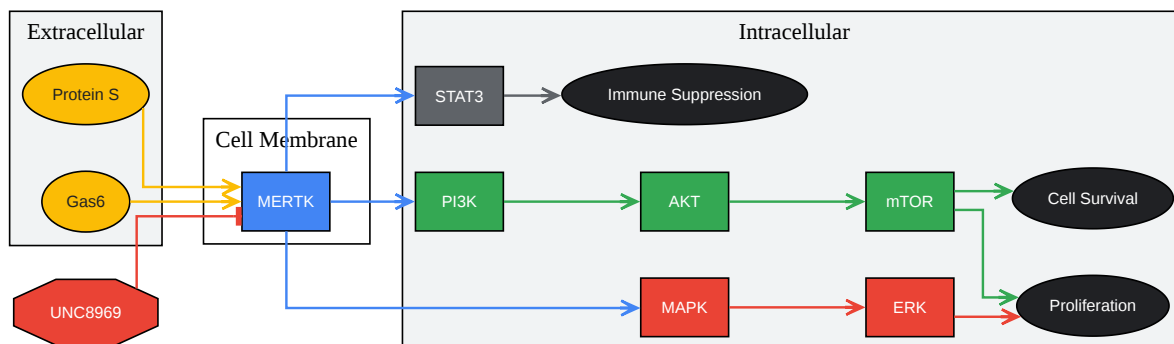 Extracellular
Intracellular
Protein S
STAT3
Immune Suppression
Cell Membrane
Gas6
MERTK
PI3K
AKT
mTOR
Cell Survival
UNC8969
MAPK
ERK
Proliferation